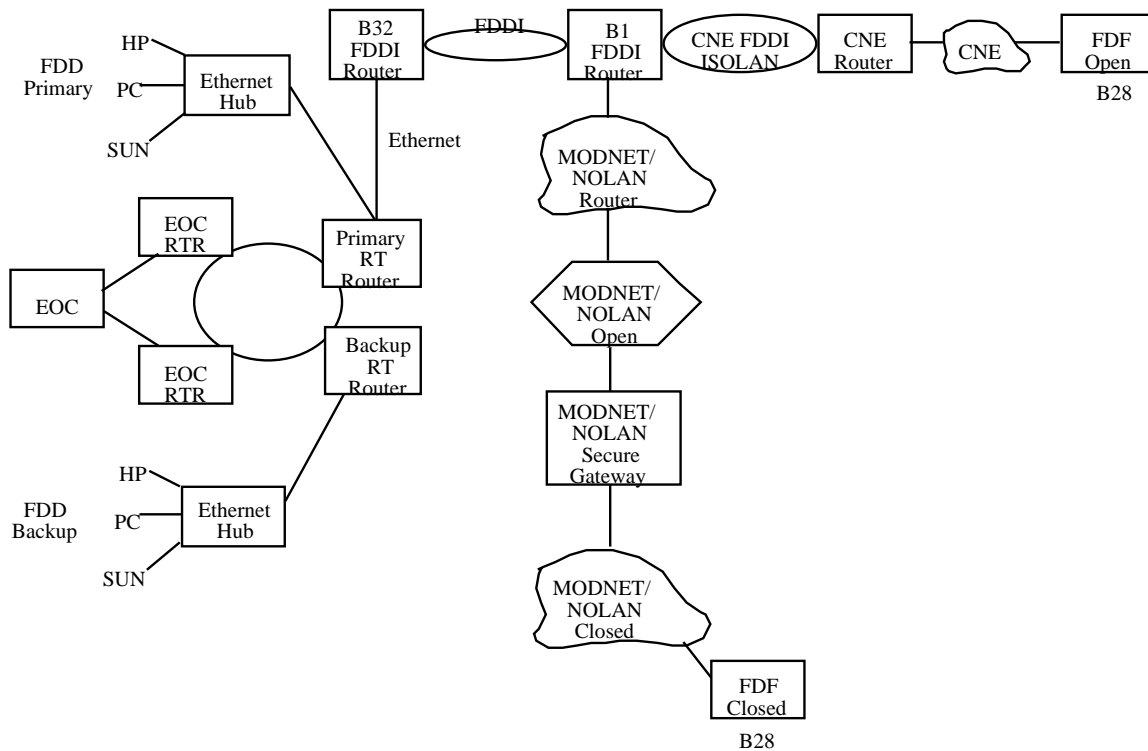 HP
FDD
Primary
PC
SUN
Ethernet
Hub
B32
FDDI
Router
FDDI
B1
FDDI
Router
CNE FDDI
ISOLAN
CNE
Router
CNE
FDF
Open
B28
Ethernet
MODNET/
NOLAN
Router
EOC
RTR
Primary
RT
Router
EOC
MODNET/
NOLAN
Open
EOC
RTR
Backup
RT
Router
MODNET/
NOLAN
Secure
Gateway
HP
FDD
Backup
PC
SUN
Ethernet
Hub
MODNET/
NOLAN
Closed
FDF
Closed
B28